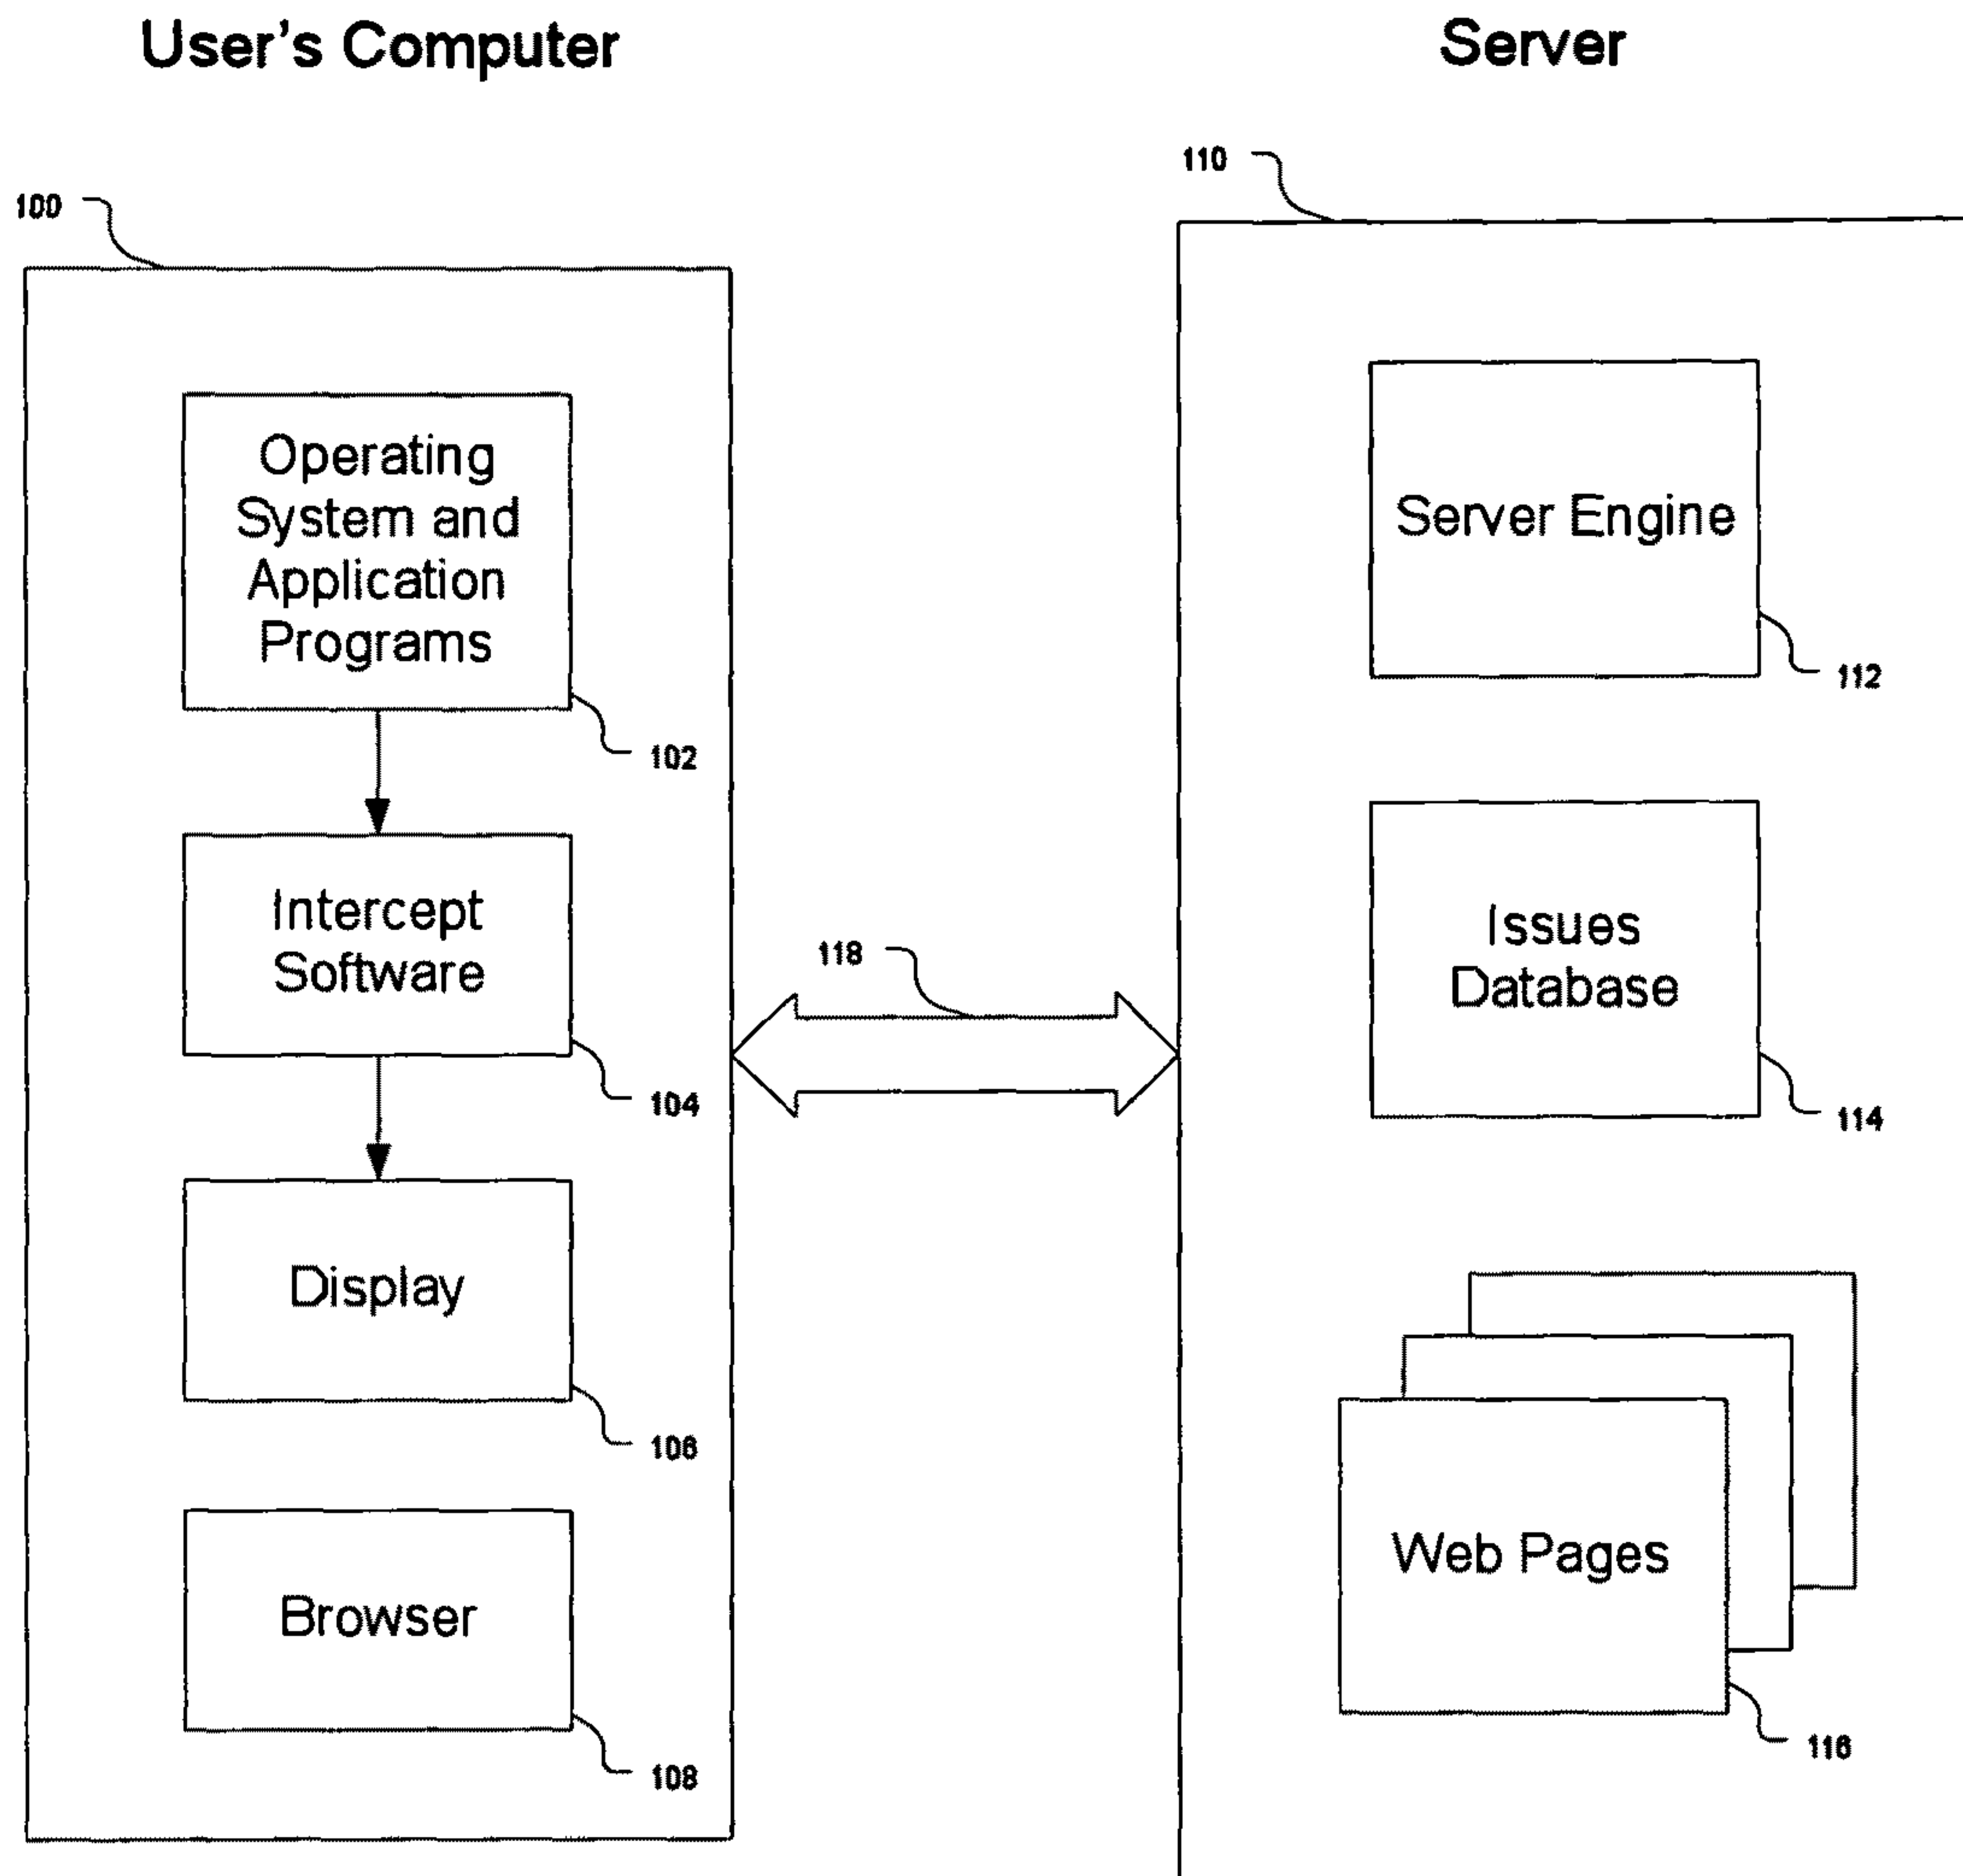 User's Computer
Server
100
110
Operating
System and
Application
Programs
102
Intercept
Software
104
Display
106
Browser
108
118
Server Engine
112
Issues
Database
114
Web Pages
116